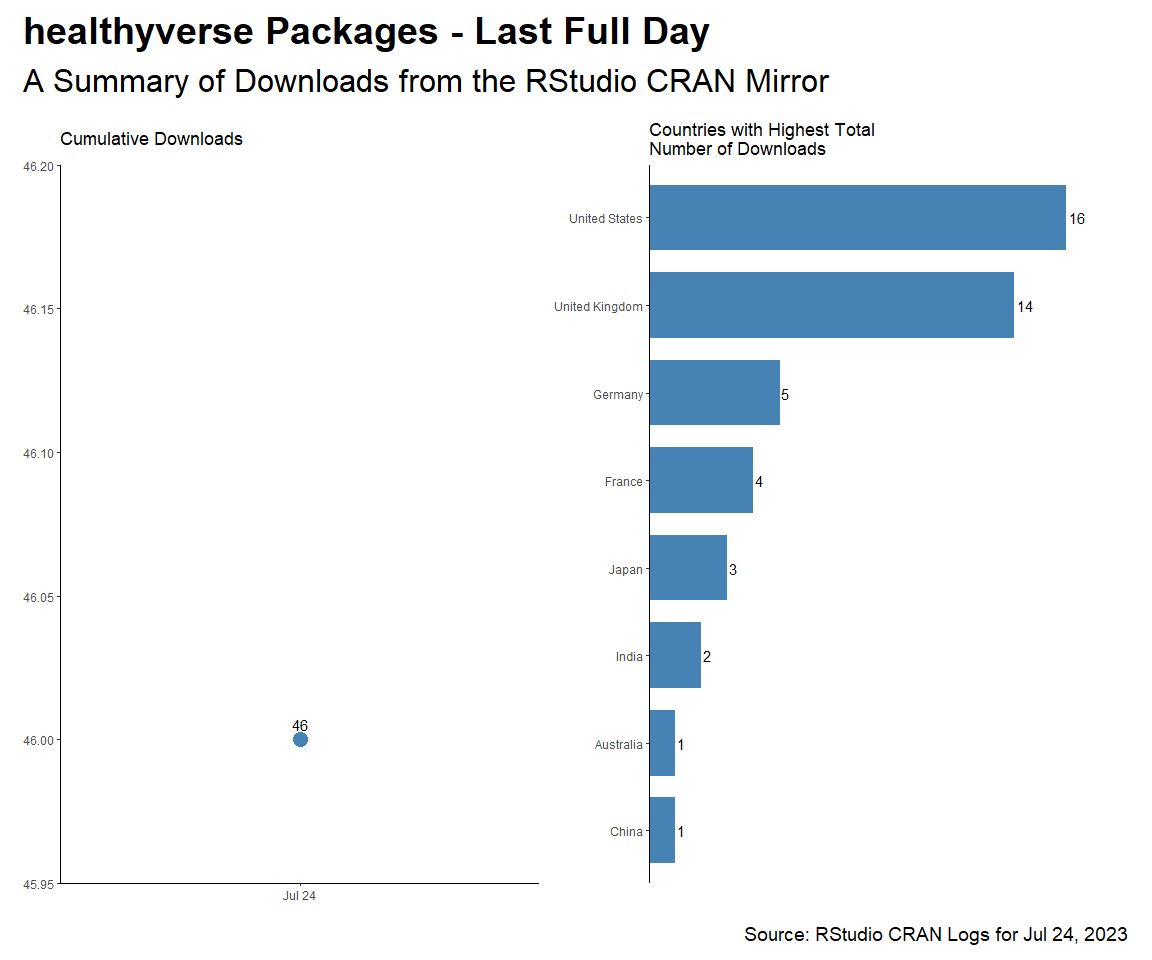 healthyverse Packages - Last Full Day
A Summary of Downloads from the RStudio CRAN Mirror
Cumulative Downloads
46.20
46.15
46.10
46.05
46.00
45.95
46
Jul 24
Countries with Highest Total
Number of Downloads
United States 16
United Kingdom 14
Germany 5
France 4
Japan 3
India 2
Australia 1
China 1
Source: RStudio CRAN Logs for Jul 24, 2023